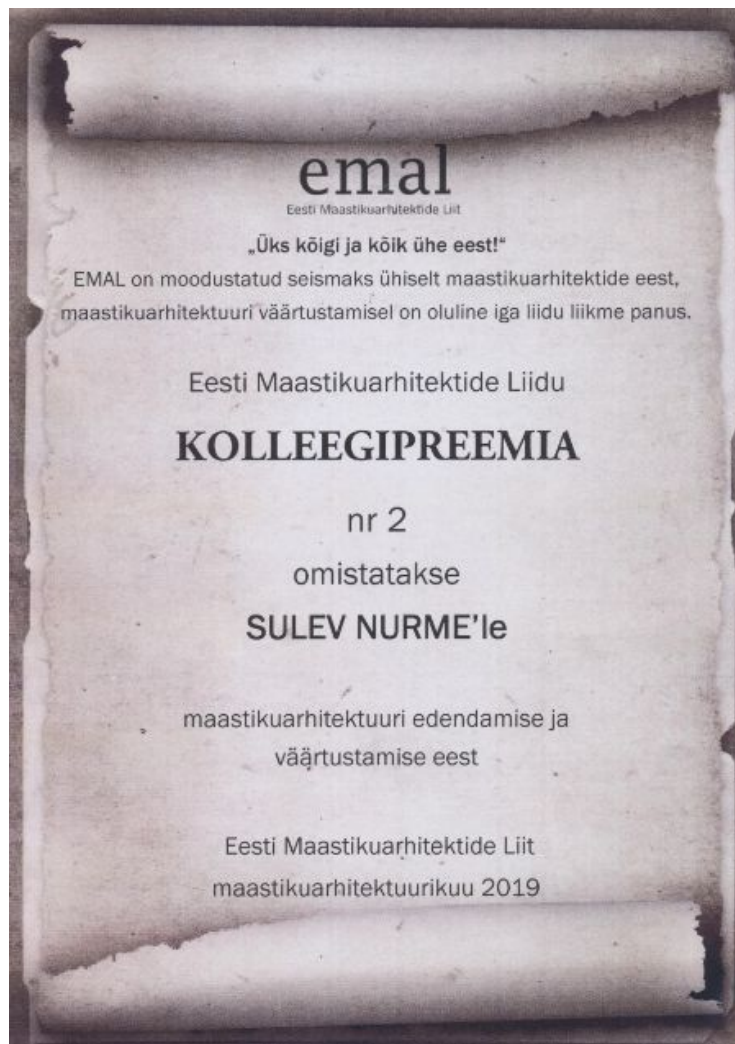 emal
Eesti Maastikuarhitektide Liit
„Üks kõigi ja kõik ühe eest!“
EMAL on moodustatud seismaks ühiselt maastikuarhitektide eest,
maastikuarhitektuuri väärtustamisel on oluline iga liidu liikme panus.
Eesti Maastikuarhitektide Liidu
KOLLEEGIPREEMIA
nr 2
omistatakse
SULEV NURME’le
maastikuarhitektuuri edendamise ja
väärtustamise eest
Eesti Maastikuarhitektide Liit
maastikuarhitektuurikuu 2019